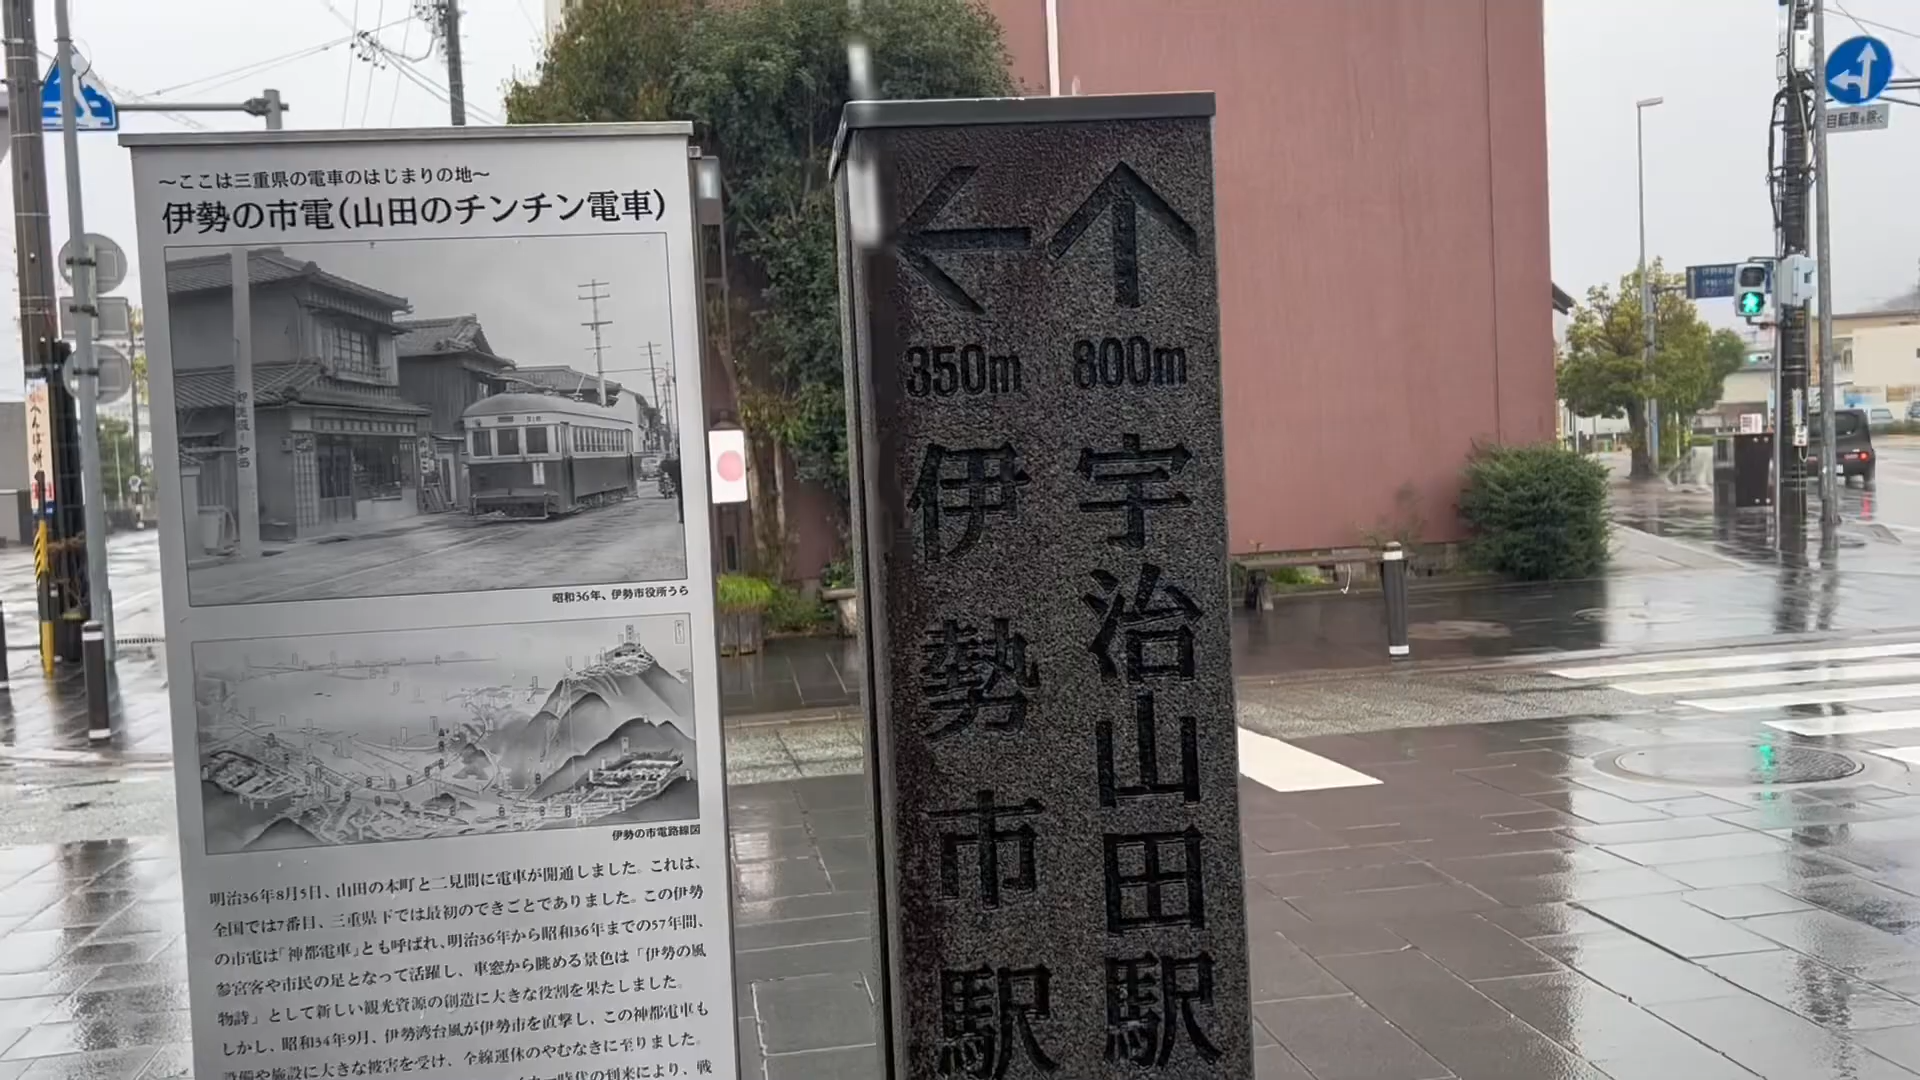 ～ここは三重県の電車のはじまりの地～
伊勢の市電(山田のチンチン電車)
昭和36年、伊勢市役所うら
伊勢の市電路線図
明治36年8月5日、山田の本町と二見間に電車が開通しました。これは、
全国では7番目、三重県下では最初のできごとでありました。この伊勢
の市電は「神都電車」とも呼ばれ、明治36年から昭和36年までの57年間、
参宮客や市民の足となって活躍し、車窓から眺める景色は「伊勢の風
物詩」として新しい観光資源の創造に大きな役割を果たしました。
しかし、昭和34年9月、伊勢湾台風が伊勢市を直撃し、この神都電車も
設備や施設に大きな被害を受け、全線運休のやむなきに至りました。
時代の到来により、戦
350m
伊勢市駅
800m
宇治山田駅
自転車を除く